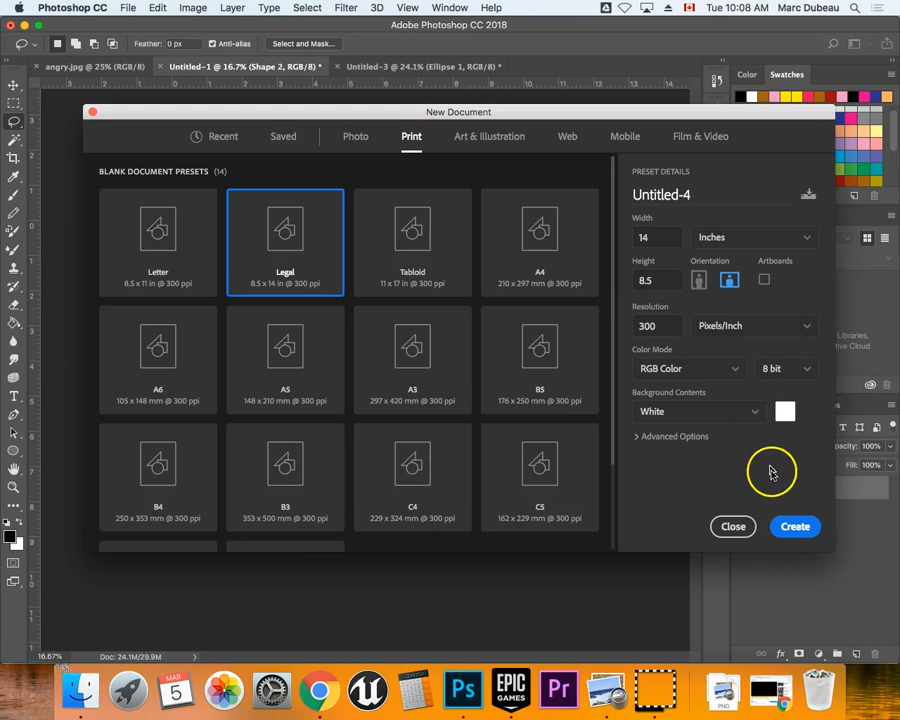 Photoshop CC File Edit Image Layer Type Select Filter 3D View Window Help Tue 10:08 AM Marc Dubeau
Adobe Photoshop CC 2018
Feather: 0 px Anti-alias Select and Mask...
angry.jpg @ 25% (RGB/8) Untitled-1 @ 16.7% (Shape 2, RGB/8) * Untitled-3 @ 24.1% (Ellipse 1, RGB/8) *
Color Swatches
New Document
Recent Saved Photo Print Art & Illustration Web Mobile Film & Video
BLANK DOCUMENT PRESETS (14)
Letter
8.5 x 11 in @ 300 ppi
Legal
8.5 x 14 in @ 300 ppi
Tabloid
11 x 17 in @ 300 ppi
A4
210 x 297 mm @ 300 ppi
A6
105 x 148 mm @ 300 ppi
A5
148 x 210 mm @ 300 ppi
A3
297 x 420 mm @ 300 ppi
B5
176 x 250 mm @ 300 ppi
B4
250 x 353 mm @ 300 ppi
B3
353 x 500 mm @ 300 ppi
C4
229 x 324 mm @ 300 ppi
C5
162 x 229 mm @ 300 ppi
PRESET DETAILS
Untitled-4
Width
14 Inches
Height Orientation Artboards
8.5
Resolution
300 Pixels/Inch
Color Mode
RGB Color 8 bit
Background Contents
White
Advanced Options
Close Create
Libraries,
ative Cloud
pacity: 100%
Fill: 100%
16.67% Doc: 24.1M/29.9M
MAR
5
Ps
EPIC
GAMES
Pr
PNG